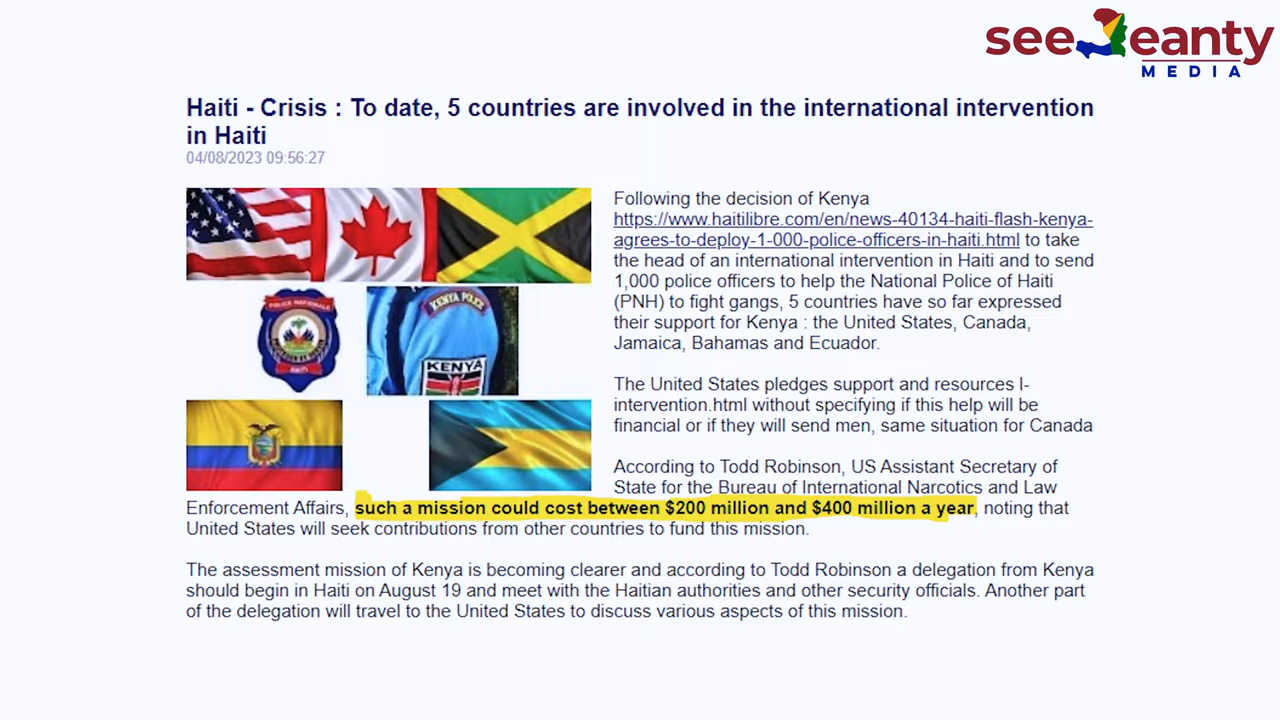 seeJeanty
MEDIA
Haiti - Crisis : To date, 5 countries are involved in the international intervention
in Haiti
04/08/2023 09:56:27
Following the decision of Kenya
https://www.haitilibre.com/en/news-40134-haiti-flash-kenya-
agrees-to-deploy-1-000-police-officers-in-haiti.html to take
the head of an international intervention in Haiti and to send
1,000 police officers to help the National Police of Haiti
(PNH) to fight gangs, 5 countries have so far expressed
their support for Kenya : the United States, Canada,
Jamaica, Bahamas and Ecuador.
POLICE NATIONALE
HAITI
KENYA POLICE
KENYA
The United States pledges support and resources I-
intervention.html without specifying if this help will be
financial or if they will send men, same situation for Canada
According to Todd Robinson, US Assistant Secretary of
State for the Bureau of International Narcotics and Law
Enforcement Affairs, such a mission could cost between $200 million and $400 million a year, noting that
United States will seek contributions from other countries to fund this mission.
The assessment mission of Kenya is becoming clearer and according to Todd Robinson a delegation from Kenya
should begin in Haiti on August 19 and meet with the Haitian authorities and other security officials. Another part
of the delegation will travel to the United States to discuss various aspects of this mission.